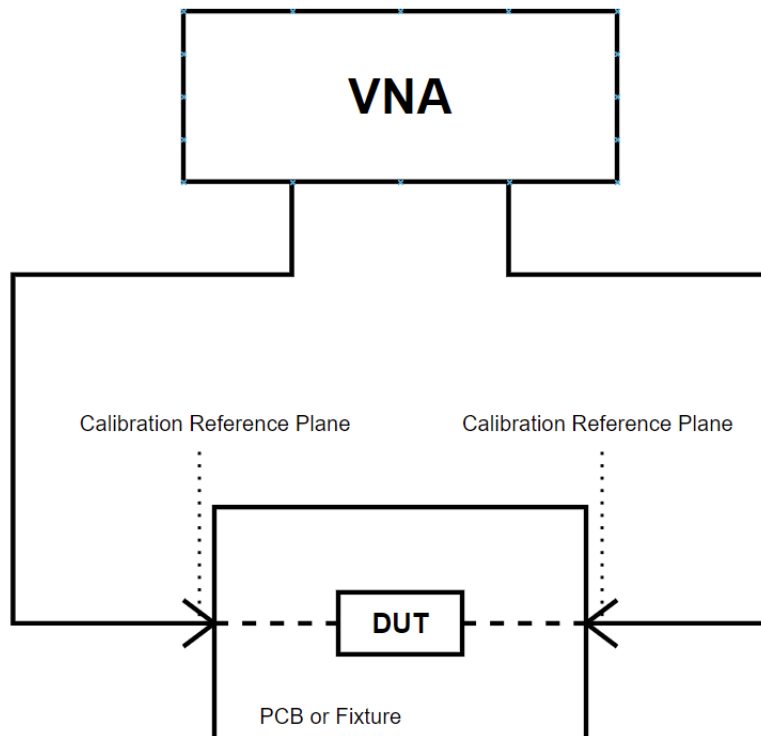 VNA
Calibration Reference Plane
Calibration Reference Plane
DUT
PCB or Fixture